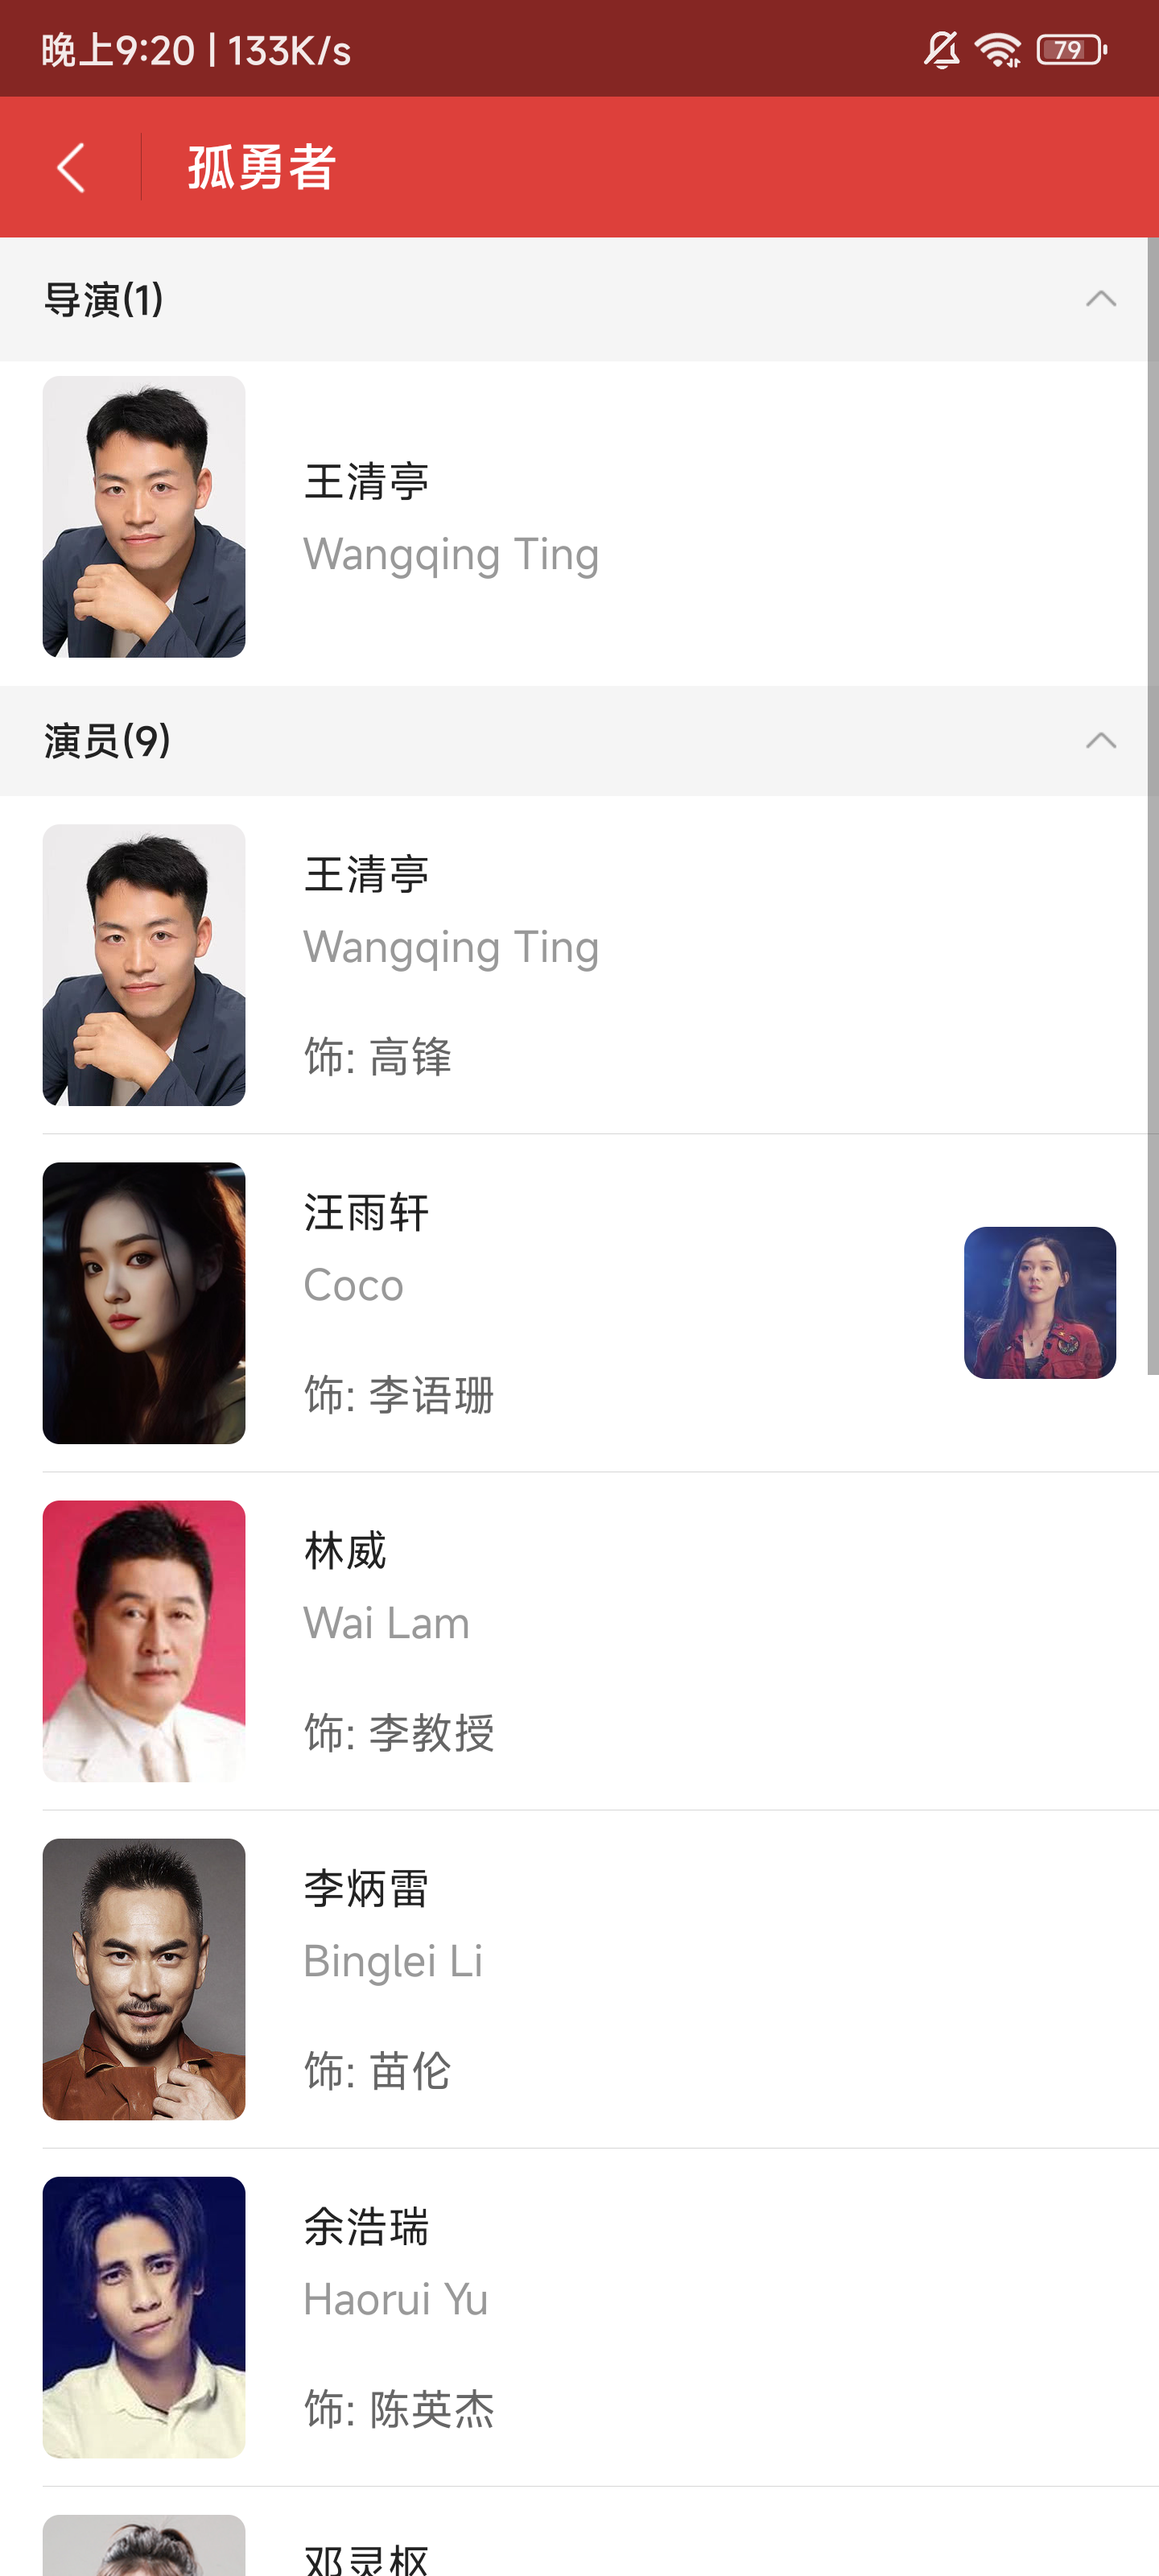 晚上9:20 | 133K/s
79
孤勇者
导演(1)
王清亭
Wangqing Ting
演员(9)
王清亭
Wangqing Ting
饰: 高锋
汪雨轩
Coco
饰: 李语珊
林威
Wai Lam
饰: 李教授
李炳雷
Binglei Li
饰: 苗伦
余浩瑞
Haorui Yu
饰: 陈英杰
邓灵枢